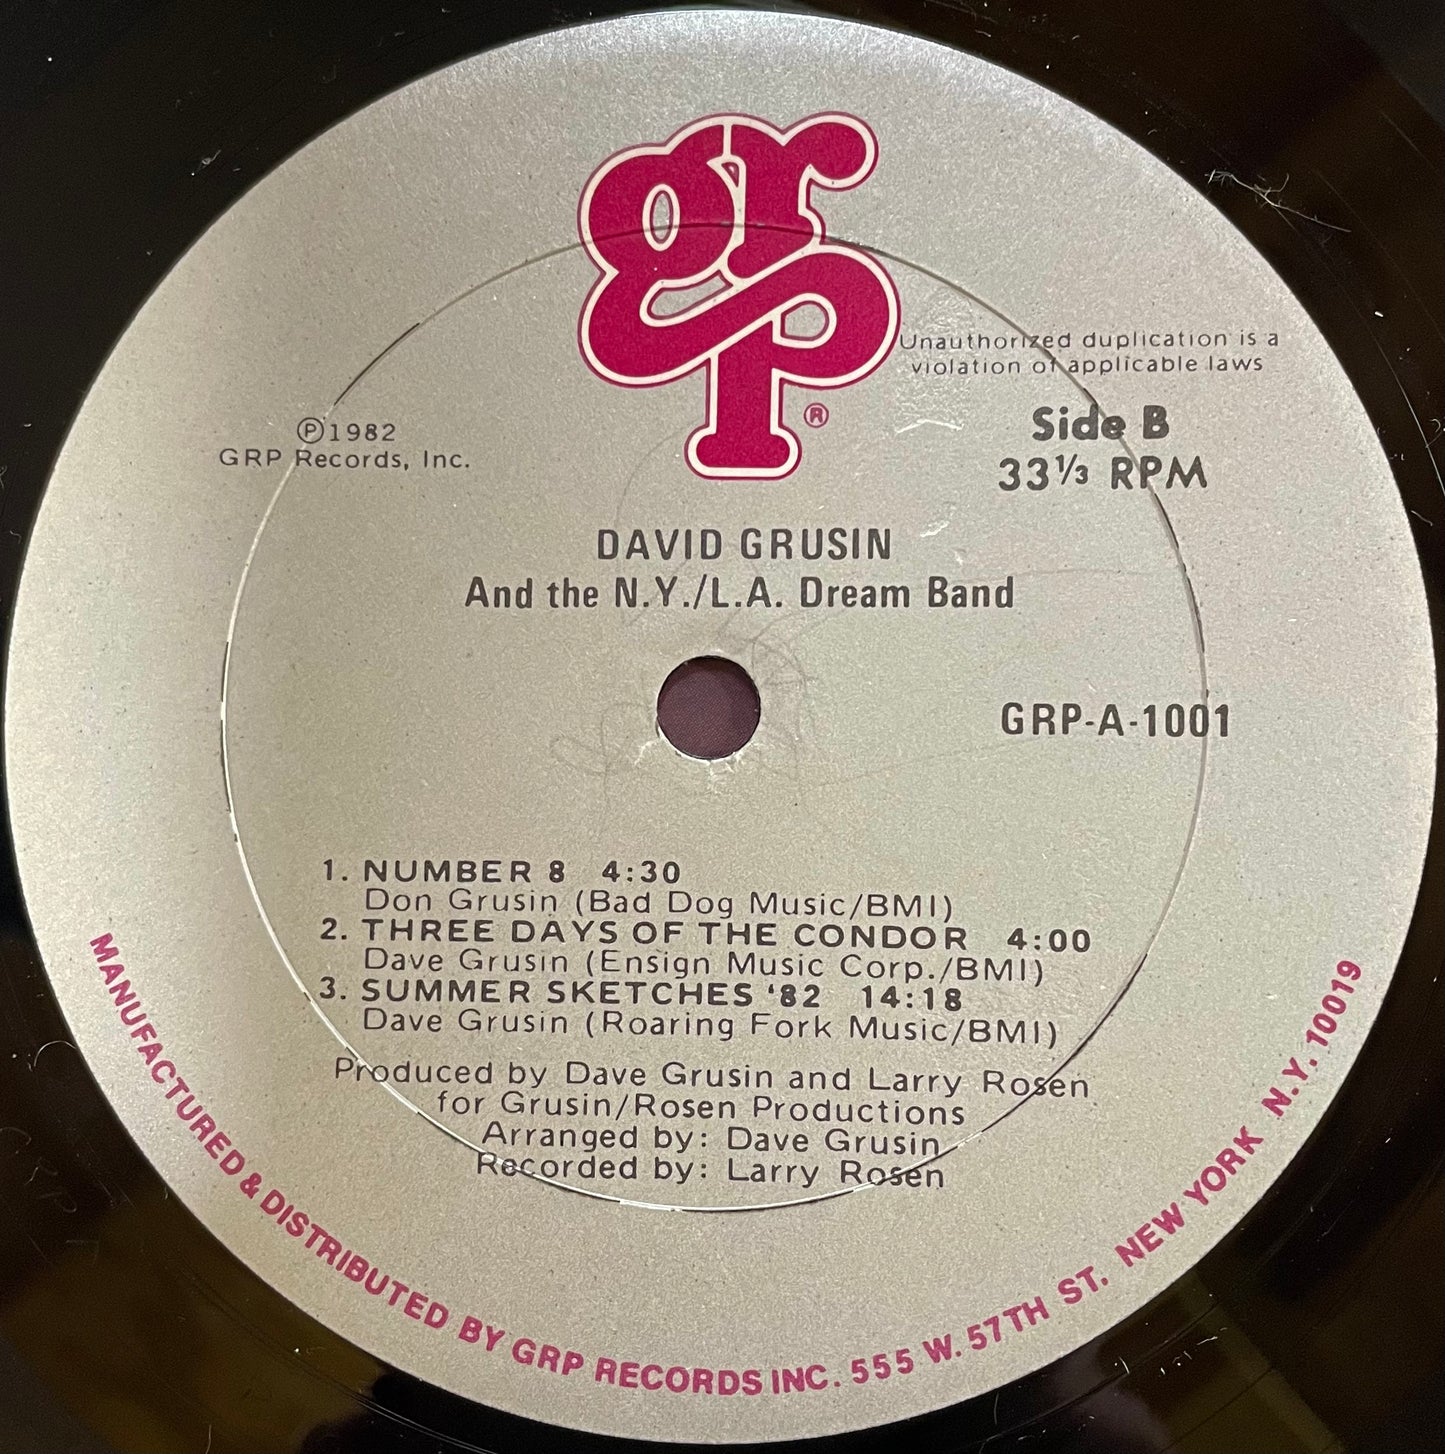 grp®
Unauthorized duplication is a
violation of applicable laws
Ⓟ1982
GRP Records, Inc.
Side B
33⅓ RPM
DAVID GRUSIN
And the N.Y./L.A. Dream Band
GRP-A-1001
1. NUMBER 8 4:30
Don Grusin (Bad Dog Music/BMI)
2. THREE DAYS OF THE CONDOR 4:00
Dave Grusin (Ensign Music Corp./BMI)
3. SUMMER SKETCHES '82 14:18
Dave Grusin (Roaring Fork Music/BMI)
Produced by Dave Grusin and Larry Rosen
for Grusin/Rosen Productions
Arranged by: Dave Grusin
Recorded by: Larry Rosen
MANUFACTURED & DISTRIBUTED BY GRP RECORDS INC. 555 W. 57TH ST. NEW YORK N.Y. 10019